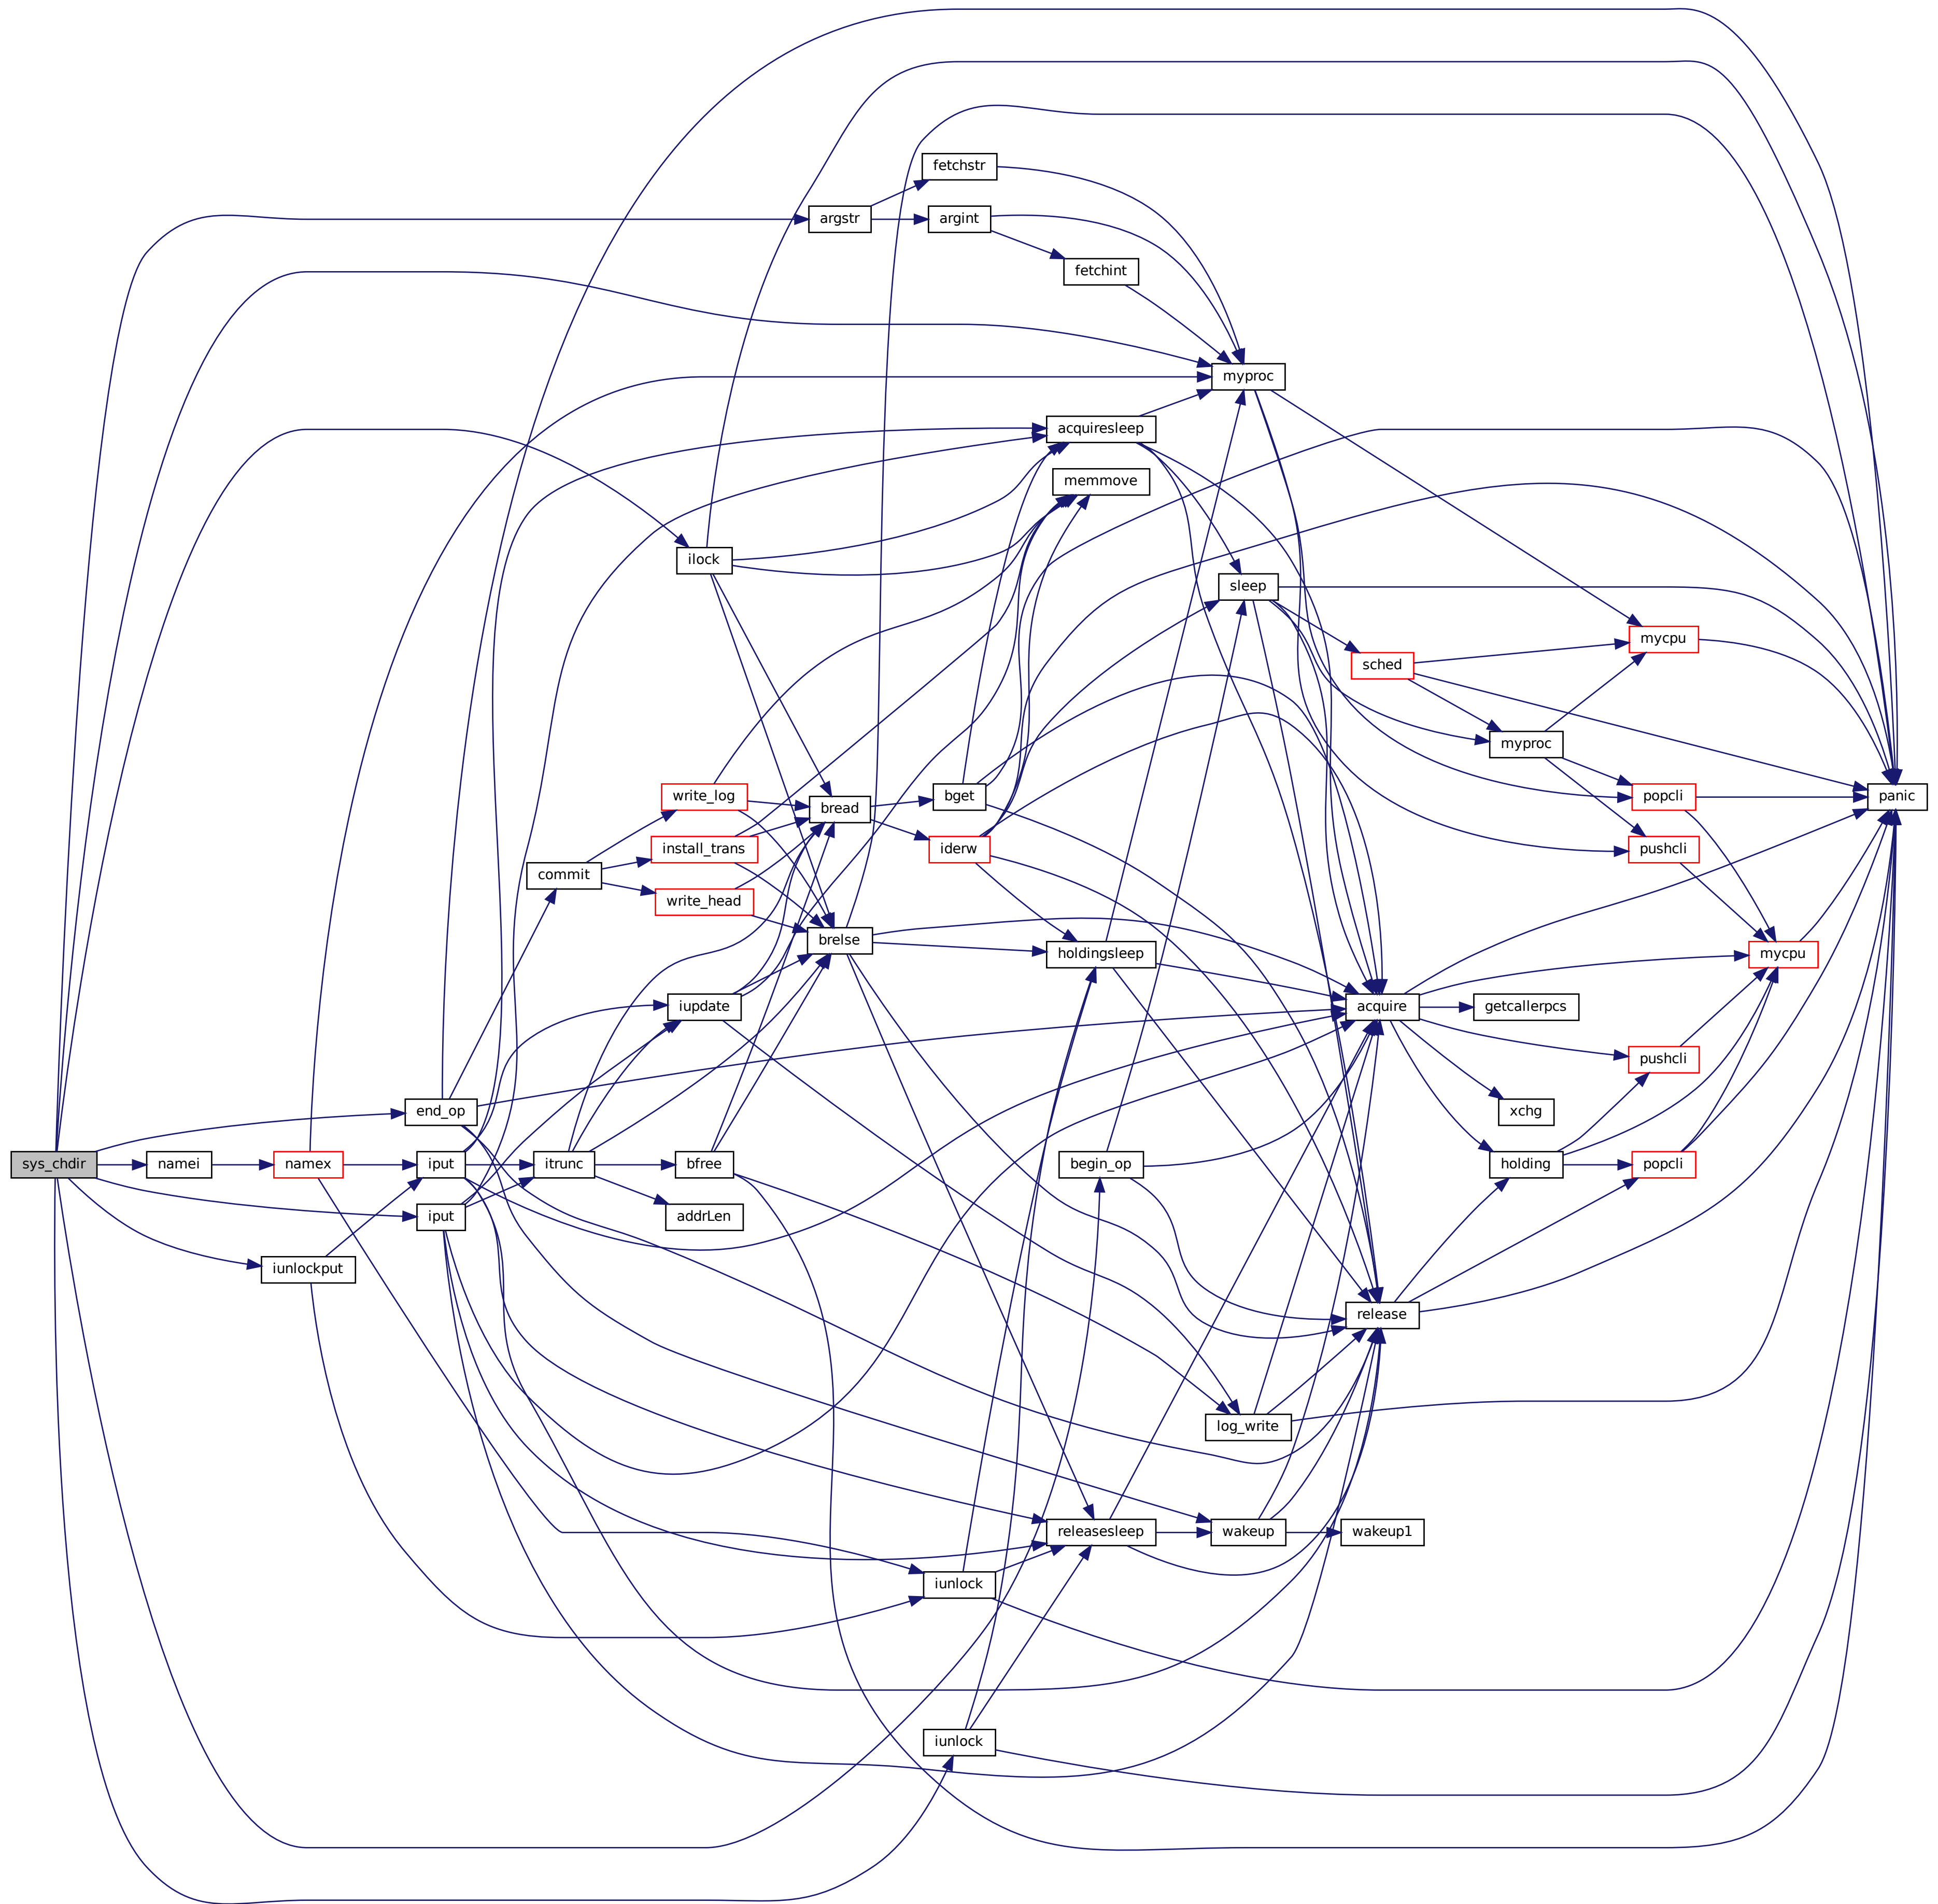 fetchstr
argstr
argint
fetchint
myproc
acquiresleep
memmove
ilock
sleep
mycpu
sched
myproc
write_log
bread
bget
popcli
panic
install_trans
iderw
pushcli
commit
write_head
brelse
holdingsleep
mycpu
iupdate
acquire
getcallerpcs
pushcli
end_op
xchg
sys_chdir
namei
namex
iput
itrunc
bfree
begin_op
holding
popcli
iput
addrLen
iunlockput
release
log_write
releasesleep
wakeup
wakeup1
iunlock
iunlock